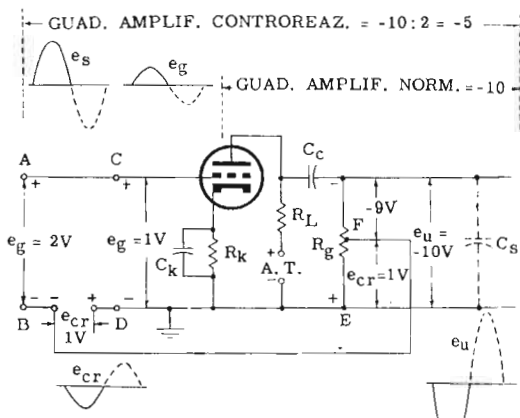 GUAD. AMPLIF. CONTROREAZ. = -10:2 = -5
e_s
e_g
GUAD. AMPLIF. NORM. = -10
A
C
C_c
+
+
-
R_L
F
-9V
e_g = 2V
e_g = 1V
C_k
R_k
+
A. T.
-
R_g
e_cr = 1V
e_u = -10V
C_s
- - + -
+
B
e_cr
D
E
1V
e_cr
e_u